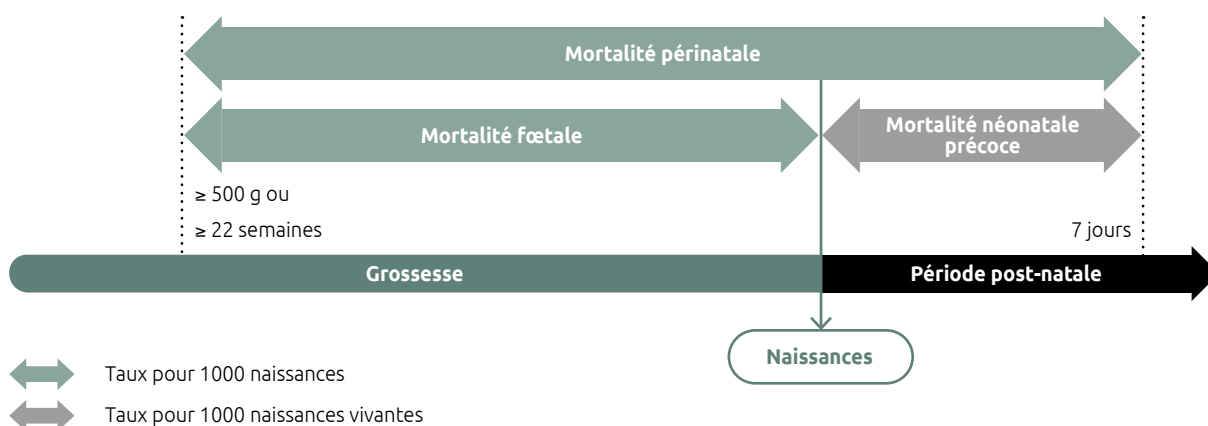 Mortalité périnatale
Mortalité fœtale
Mortalité néonatale
précoce
≥ 500 g ou
≥ 22 semaines
7 jours
Grossesse
Période post-natale
Naissances
Taux pour 1000 naissances
Taux pour 1000 naissances vivantes